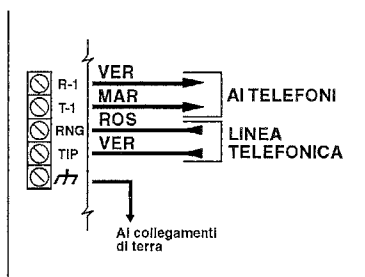 R-1 VER
T-1 MAR
AI TELEFONI
RNG ROS
TIP VER
LINEA
TELEFONICA
Ai collegamenti
di terra